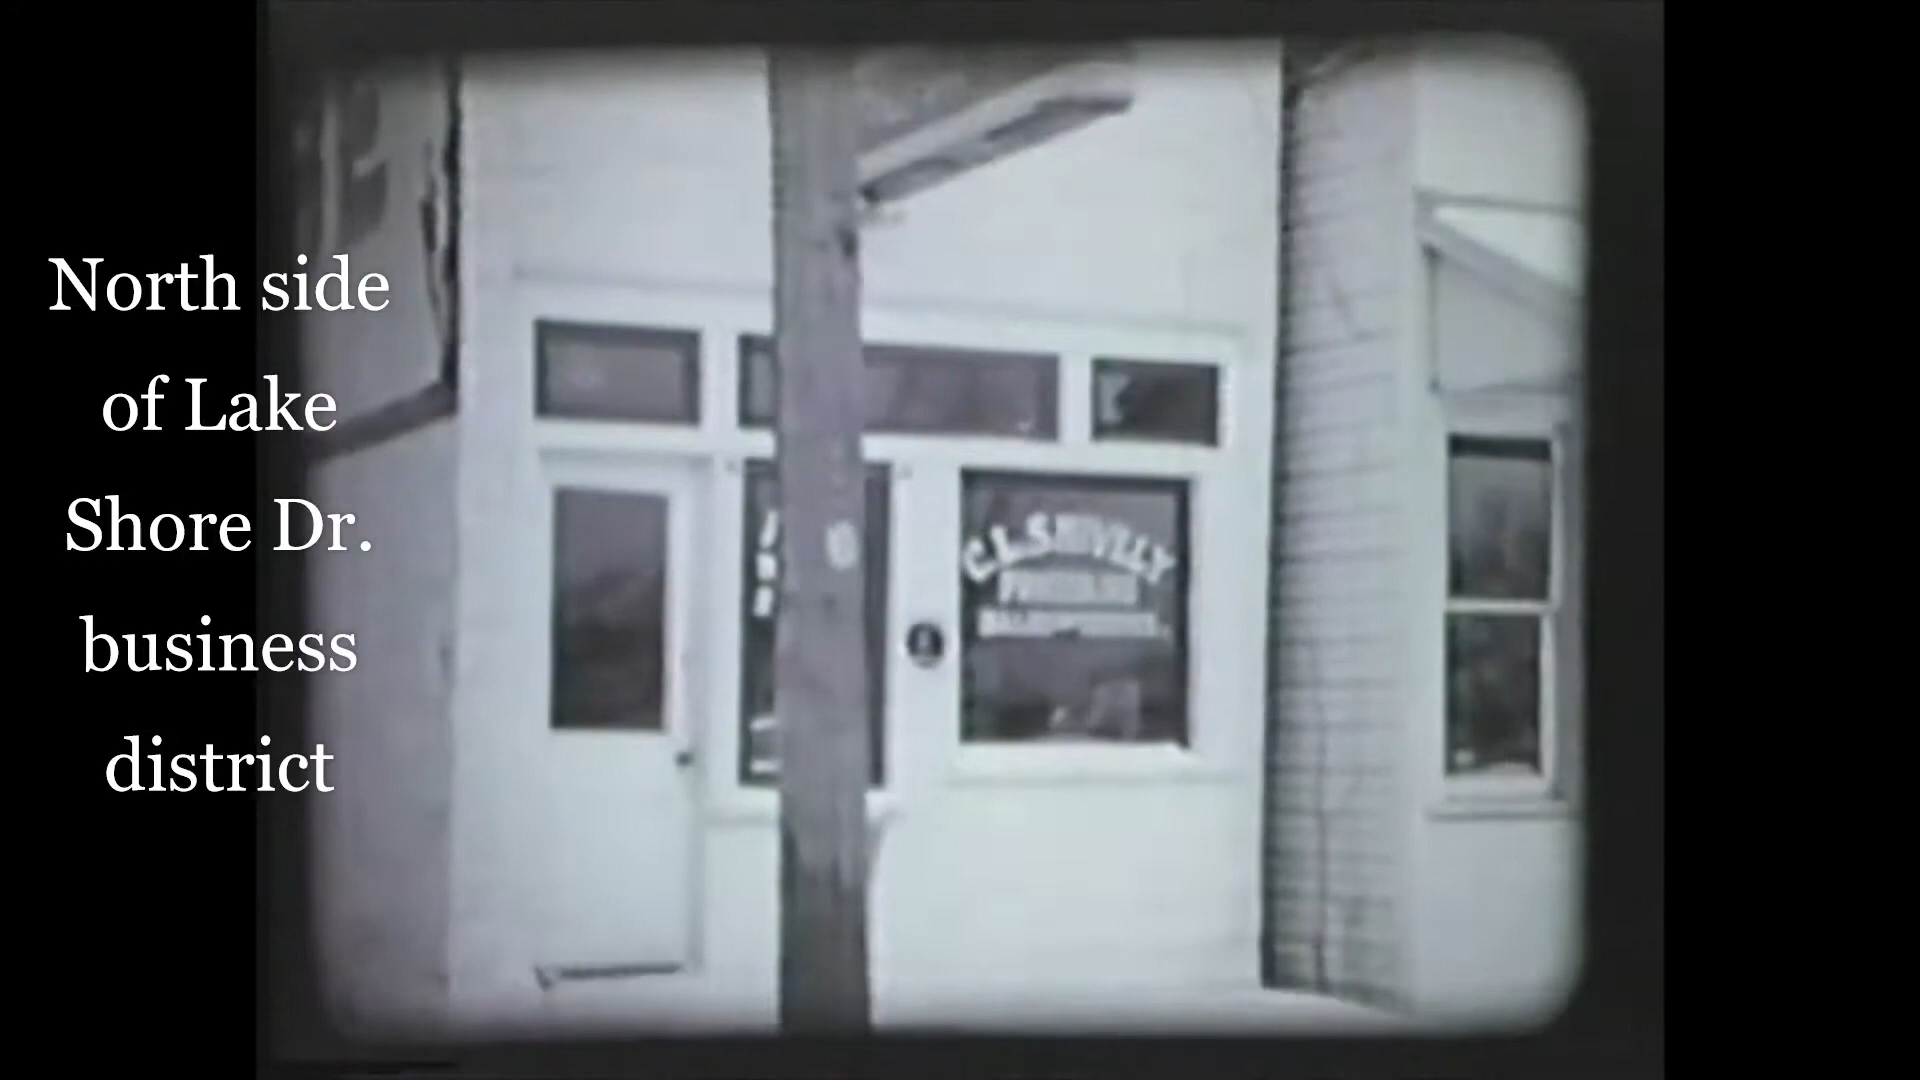 North side
of Lake
Shore Dr.
business
district
C.L. SHIVELY